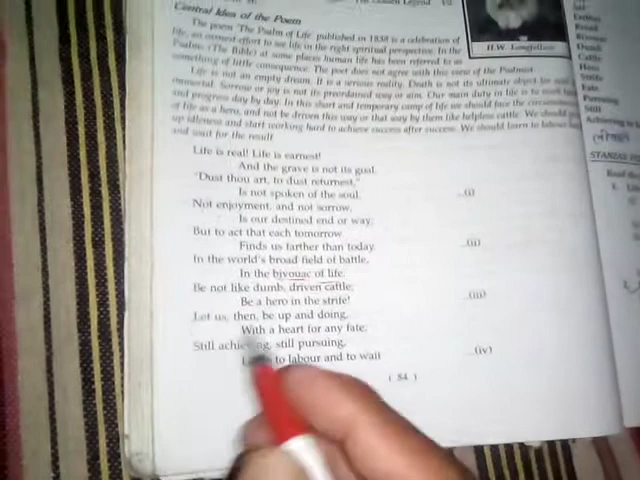 Central Idea of the Poem
The poem 'The Psalm of Life' published in 1838 is a celebration of
life, an earnest effort to see life in the right spiritual perspective. In the
Psalms (The Bible) at some places human life has been referred to as
something of little consequence. The poet does not agree with this view of the Psalmist
Life is not an empty dream. It is a serious reality. Death is not its ultimate object for soul
immortal. Sorrow or joy is not its preordained way or aim. Our main duty in life is to work
and progress day by day. In this short and temporary camp of life we should face the circumstances
of life as a hero, and not be driven this way or that way by them like helpless cattle. We should
up idleness and start working hard to achieve success after success. We should learn to labour
and wait for the result
H.W. Longfellow
Life is real! Life is earnest!
And the grave is not its goal,
"Dust thou art, to dust returnest,"
Is not spoken of the soul. ...(i)
Not enjoyment, and not sorrow,
Is our destined end or way;
But to act that each tomorrow
Finds us farther than today. ...(ii)
In the world's broad field of battle,
In the bivouac of life,
Be not like dumb, driven cattle;
Be a hero in the strife! ...(iii)
Let us, then, be up and doing,
With a heart for any fate;
Still achieving, still pursuing,
to labour and to wait ...(iv)
( 84 )
Dumb
Cattle
Hero
Strife
Fate
Pursuing
Still
Achieving
STANZAS